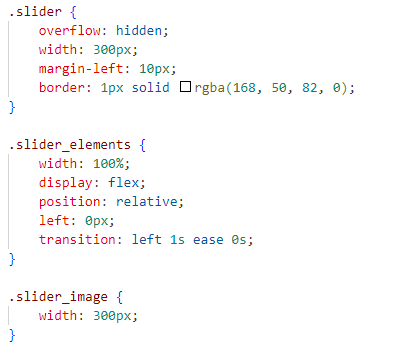 .slider {
    overflow: hidden;
    width: 300px;
    margin-left: 10px;
    border: 1px solid rgba(168, 50, 82, 0);
}

.slider_elements {
    width: 100%;
    display: flex;
    position: relative;
    left: 0px;
    transition: left 1s ease 0s;
}

.slider_image {
    width: 300px;
}